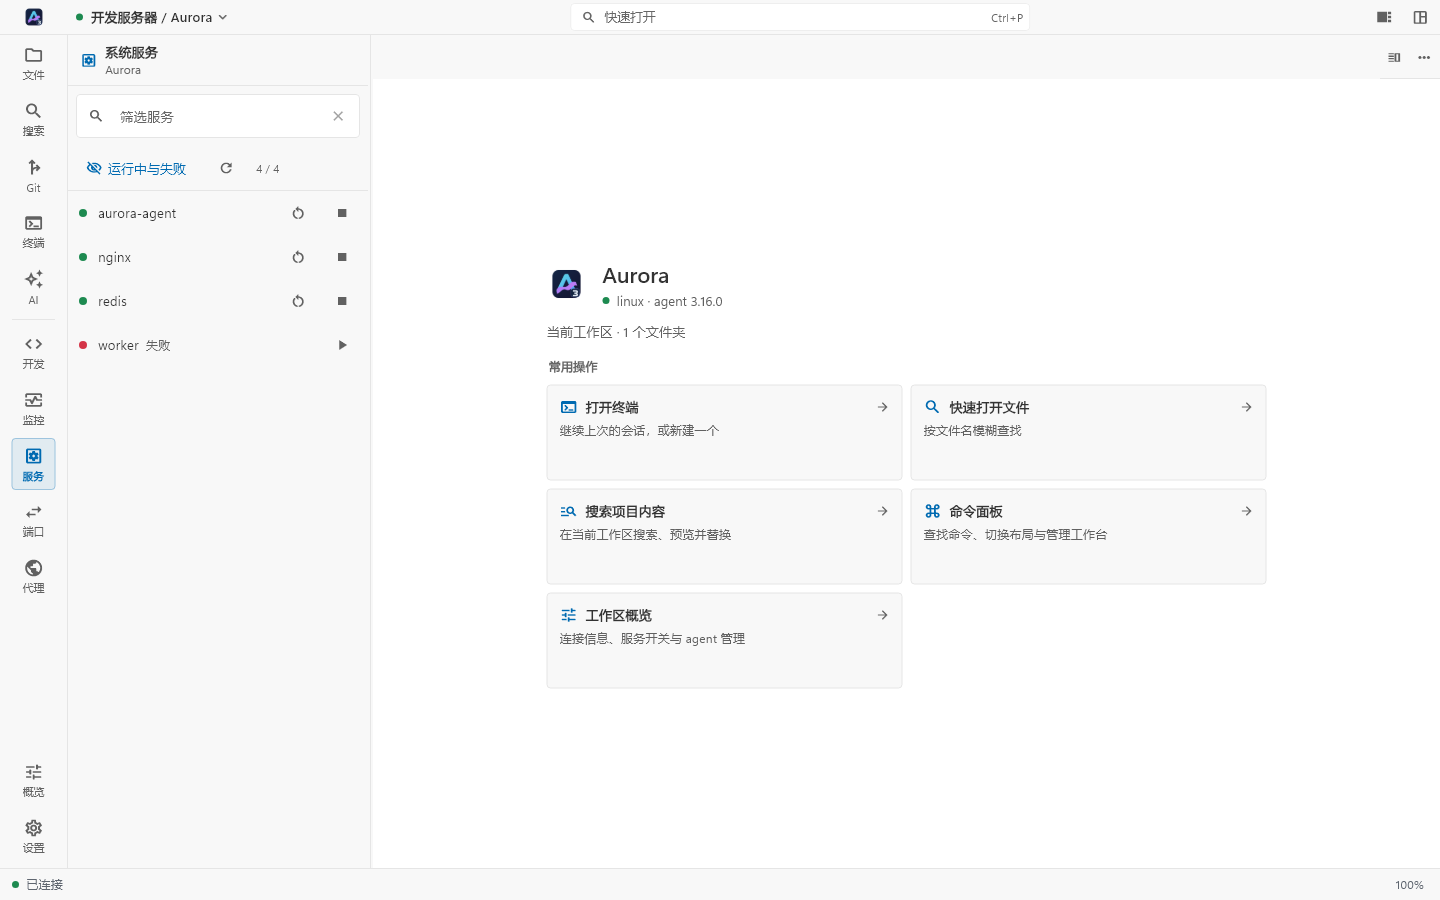 开发服务器 / Aurora
快速打开
Ctrl+P
文件
搜索
Git
终端
AI
开发
监控
服务
端口
代理
概览
设置
系统服务
Aurora
筛选服务
运行中与失败
4 / 4
aurora-agent
nginx
redis
worker 失败
Aurora
linux · agent 3.16.0
当前工作区 · 1 个文件夹
常用操作
打开终端
继续上次的会话，或新建一个
快速打开文件
按文件名模糊查找
搜索项目内容
在当前工作区搜索、预览并替换
命令面板
查找命令、切换布局与管理工作台
工作区概览
连接信息、服务开关与 agent 管理
已连接
100%